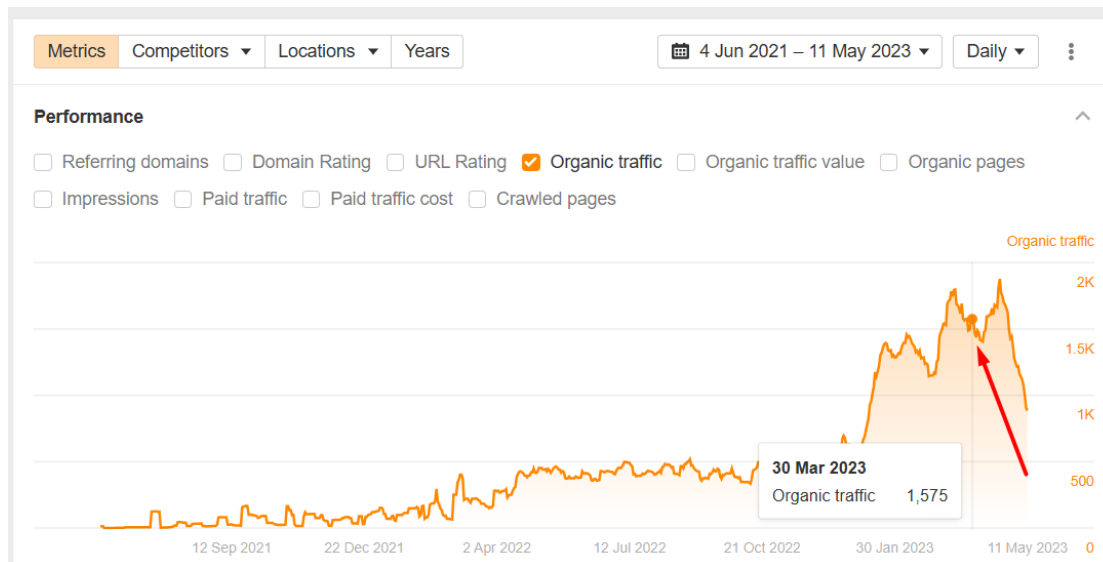 Metrics Competitors Locations Years 4 Jun 2021 – 11 May 2023 Daily
Performance
Referring domains Domain Rating URL Rating Organic traffic Organic traffic value Organic pages
Impressions Paid traffic Paid traffic cost Crawled pages
Organic traffic
2K
1.5K
1K
30 Mar 2023
500
Organic traffic 1,575
12 Sep 2021 22 Dec 2021 2 Apr 2022 12 Jul 2022 21 Oct 2022 30 Jan 2023 11 May 2023 0